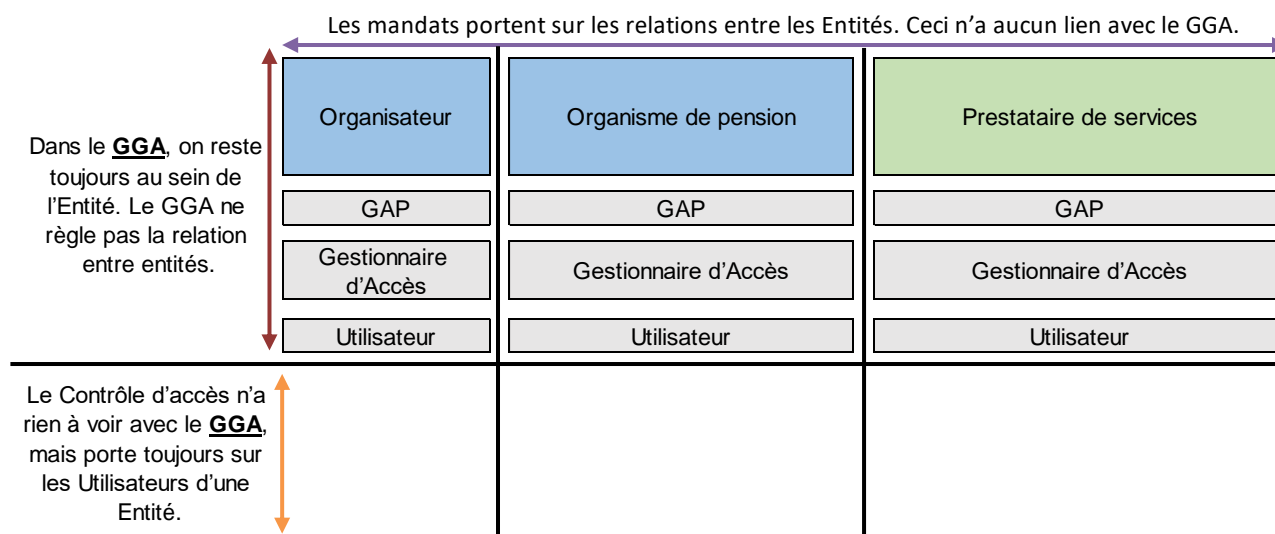 Les mandats portent sur les relations entre les Entités. Ceci n’a aucun lien avec le GGA.
Dans le GGA, on reste
toujours au sein de
l’Entité. Le GGA ne
règle pas la relation
entre entités.
Organisateur
Organisme de pension
Prestataire de services
GAP
GAP
GAP
Gestionnaire
d’Accès
Gestionnaire d’Accès
Gestionnaire d’Accès
Utilisateur
Utilisateur
Utilisateur
Le Contrôle d’accès n’a
rien à voir avec le GGA,
mais porte toujours sur
les Utilisateurs d’une
Entité.